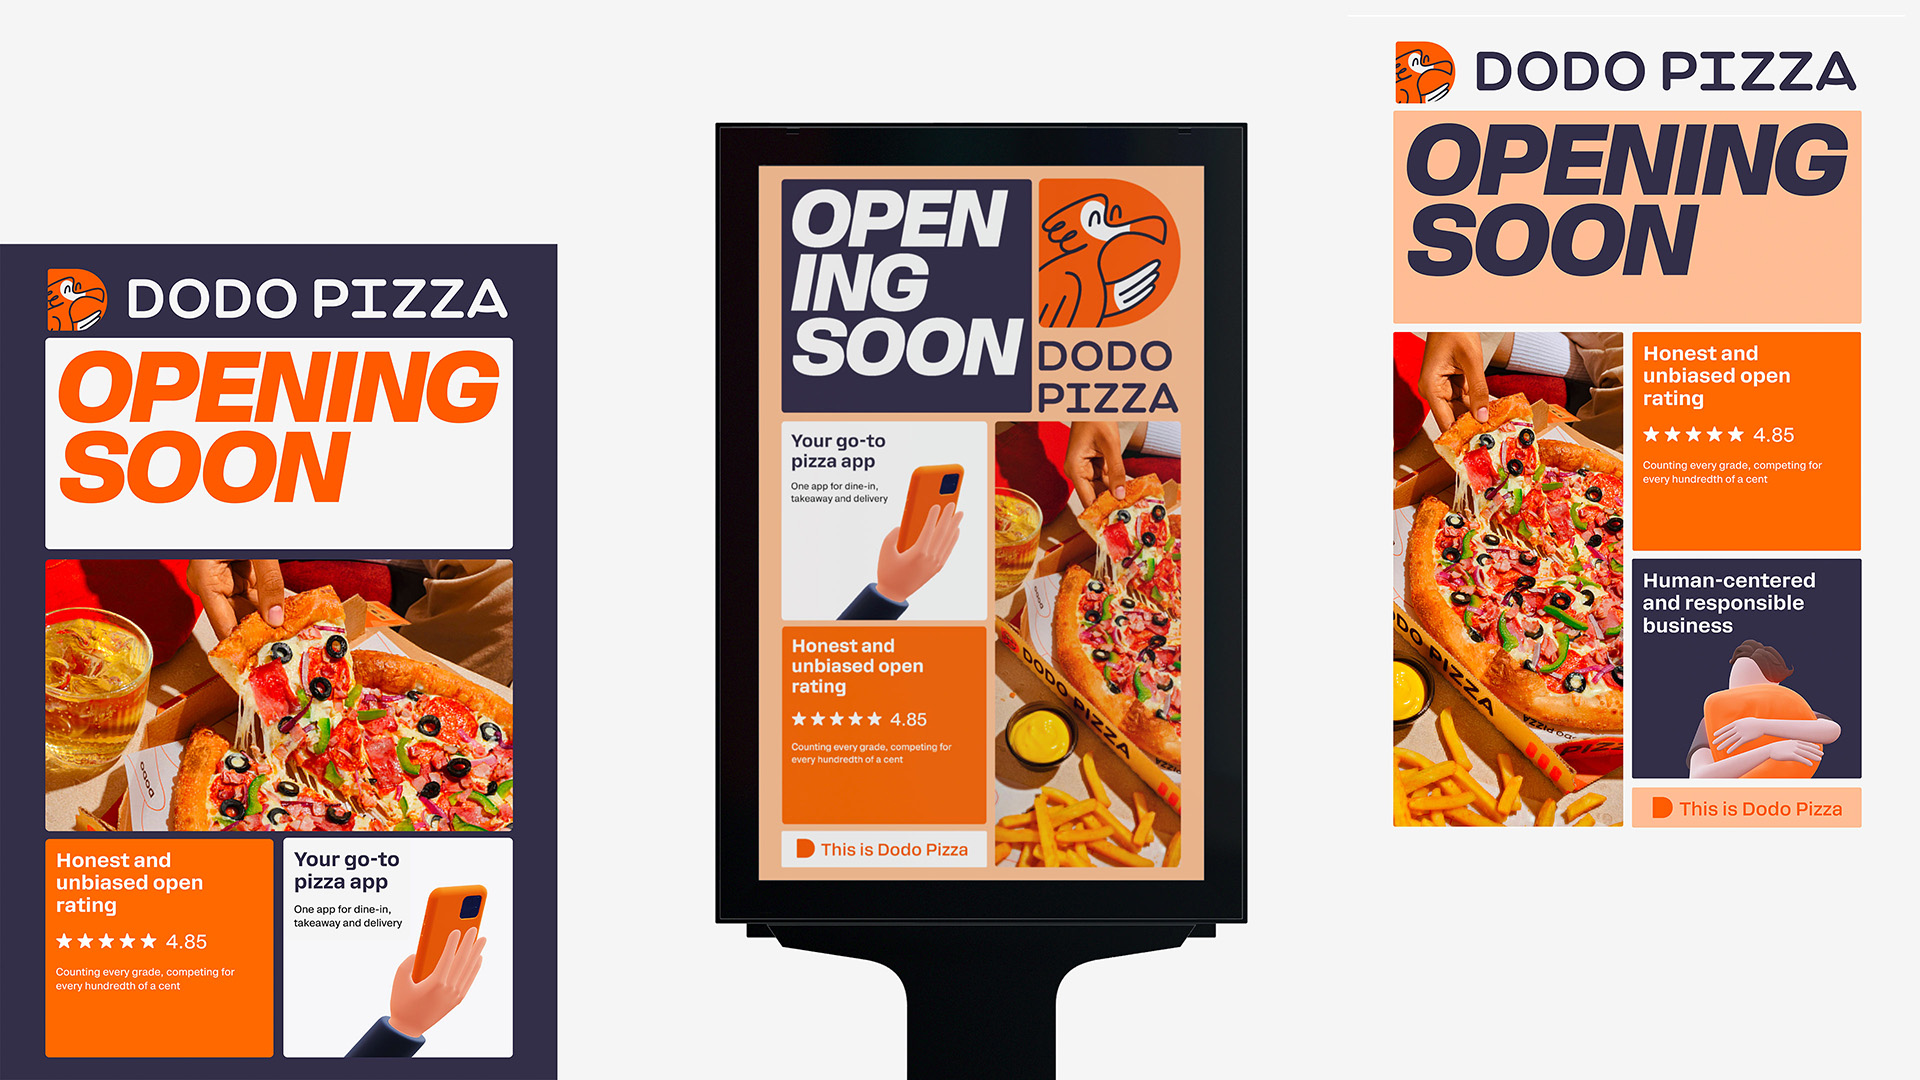 DODO PIZZA
OPENING
SOON
DODO
Honest and
unbiased open
rating
4.85
Counting every grade, competing for
every hundredth of a cent
Your go-to
pizza app
One app for dine-in,
takeaway and delivery
OPEN
ING
SOON
DODO
PIZZA
Your go-to
pizza app
One app for dine-in,
takeaway and delivery
DODO
DODO PIZZA
Honest and
unbiased open
rating
4.85
Counting every grade, competing for
every hundredth of a cent
This is Dodo Pizza
DODO PIZZA
OPENING
SOON
DODO PIZZA
Honest and
unbiased open
rating
4.85
Counting every grade, competing for
every hundredth of a cent
Human-centered
and responsible
business
This is Dodo Pizza